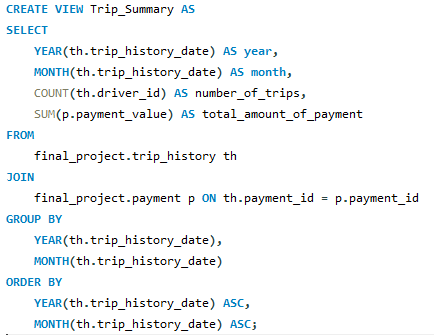 CREATE VIEW Trip_Summary AS
SELECT
    YEAR(th.trip_history_date) AS year,
    MONTH(th.trip_history_date) AS month,
    COUNT(th.driver_id) AS number_of_trips,
    SUM(p.payment_value) AS total_amount_of_payment
FROM
    final_project.trip_history th
JOIN
    final_project.payment p ON th.payment_id = p.payment_id
GROUP BY
    YEAR(th.trip_history_date),
    MONTH(th.trip_history_date)
ORDER BY
    YEAR(th.trip_history_date) ASC,
    MONTH(th.trip_history_date) ASC;